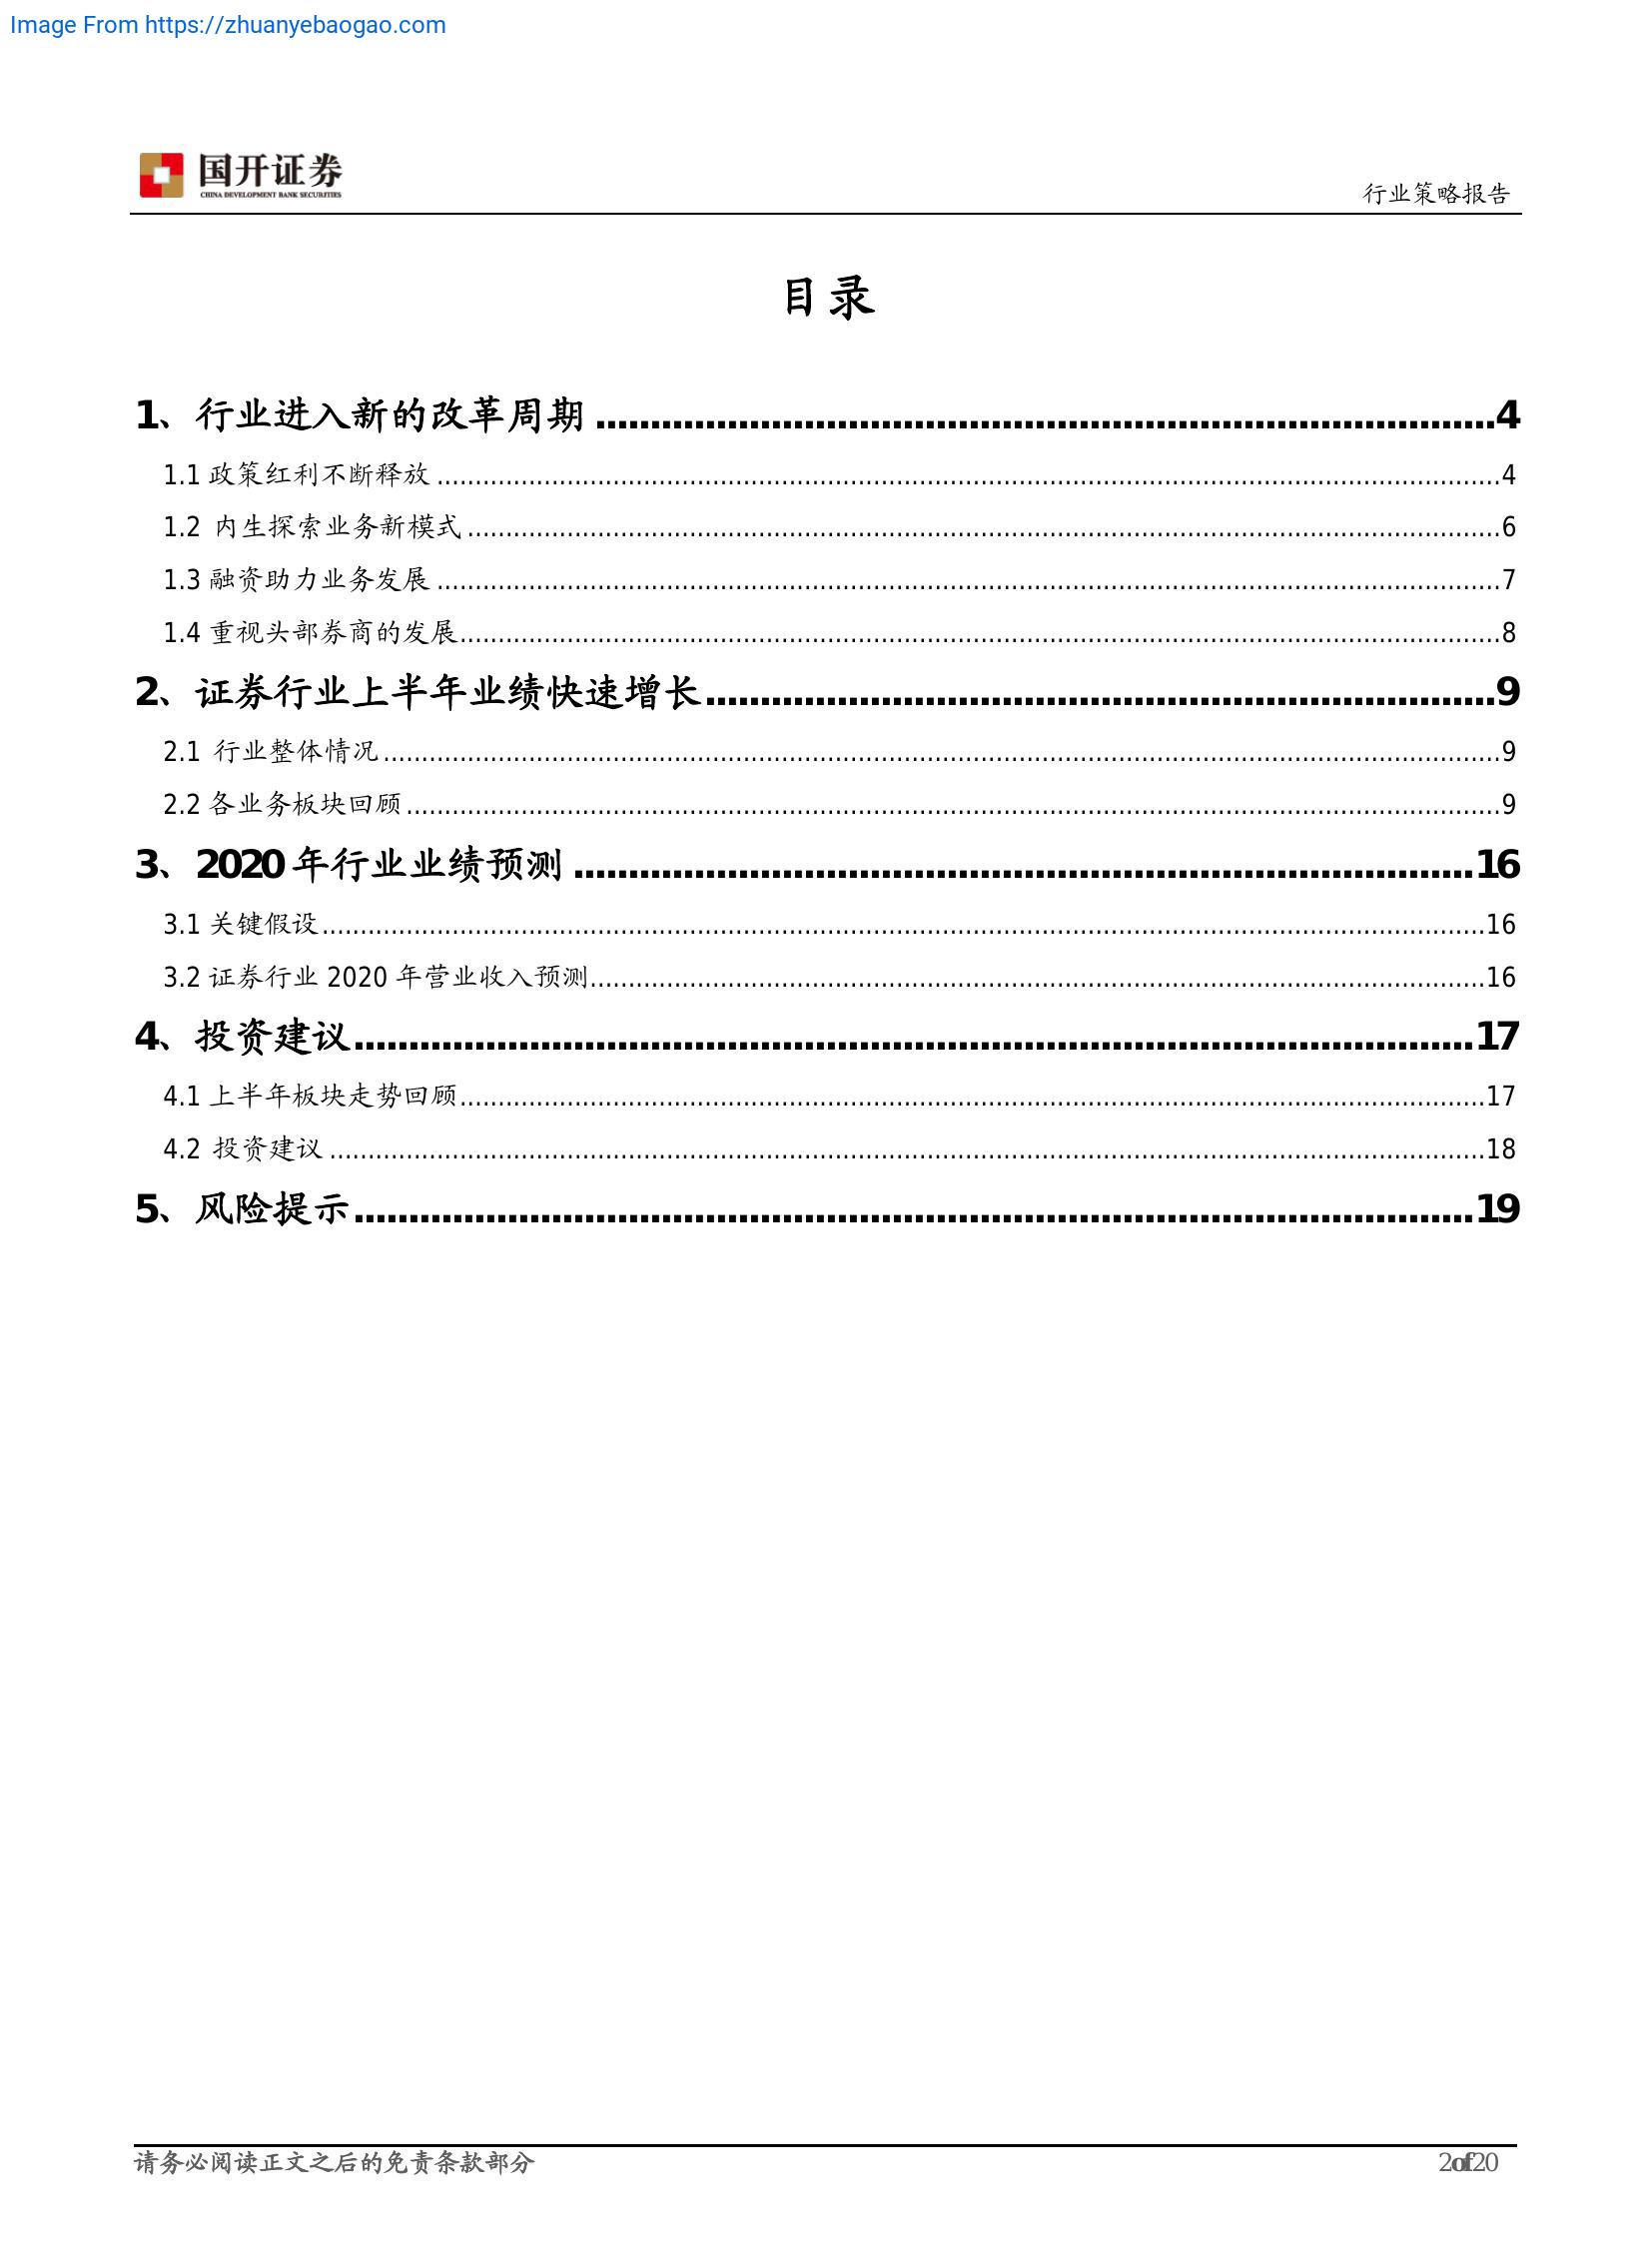 Image From https://zhuanyebaogao.com
国开证券
CHINA DEVELOPMENT BANK SECURITIES
行业策略报告
目录
1、行业进入新的改革周期 ........................................ 4
1.1 政策红利不断释放 ........................................ 4
1.2 内生探索业务新模式 ........................................ 6
1.3 融资助力业务发展 ........................................ 7
1.4 重视头部券商的发展 ........................................ 8
2、证券行业上半年业绩快速增长 ........................................ 9
2.1 行业整体情况 ........................................ 9
2.2 各业务板块回顾 ........................................ 9
3、2020 年行业业绩预测 ........................................ 16
3.1 关键假设 ........................................ 16
3.2 证券行业 2020 年营业收入预测 ........................................ 16
4、投资建议 ........................................ 17
4.1 上半年板块走势回顾 ........................................ 17
4.2 投资建议 ........................................ 18
5、风险提示 ........................................ 19
请务必阅读正文之后的免责条款部分
2of20